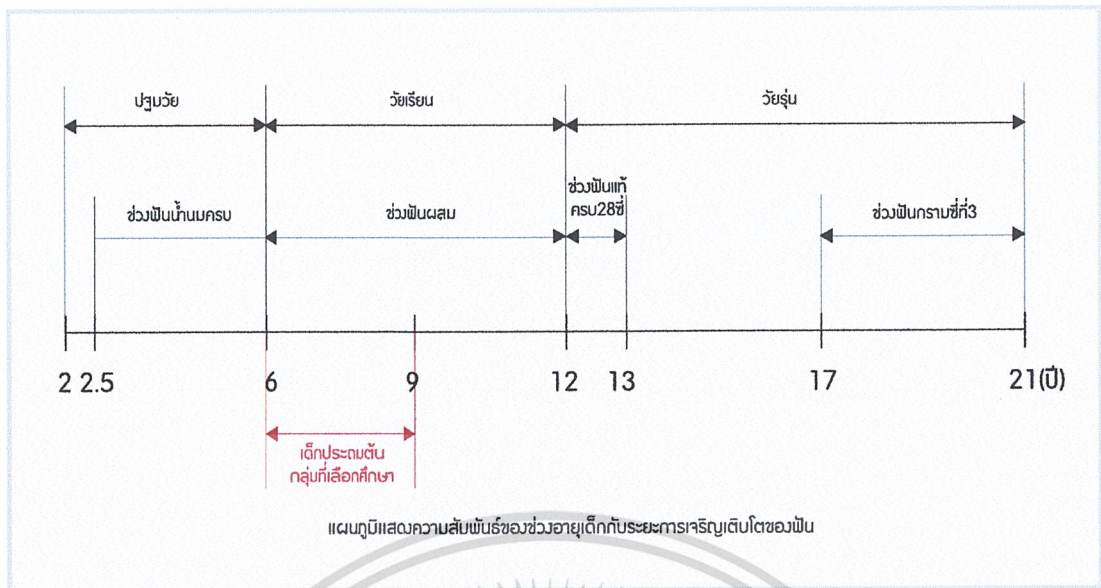 ปฐมวัย วัยเรียน วัยรุ่น
ช่วงฟันน้ำนมครบ ช่วงฟันผสม ช่วงฟันแท้
ครบ28ซี่ ช่วงฟันกรามซี่ที่3
2 2.5 6 9 12 13 17 21(ปี)
เด็กประถมต้น
กลุ่มที่เลือกศึกษา
แผนภูมิแสดงความสัมพันธ์ของช่วงอายุเด็กกับระยะการเจริญเติบโตของฟัน